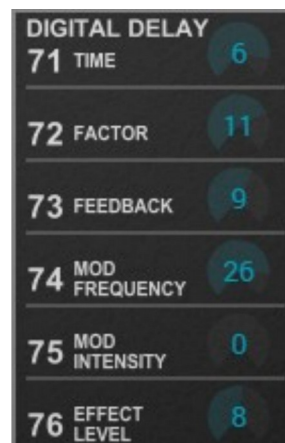 DIGITAL DELAY
71 TIME 6
72 FACTOR 11
73 FEEDBACK 9
74 MOD FREQUENCY 26
75 MOD INTENSITY 0
76 EFFECT LEVEL 8